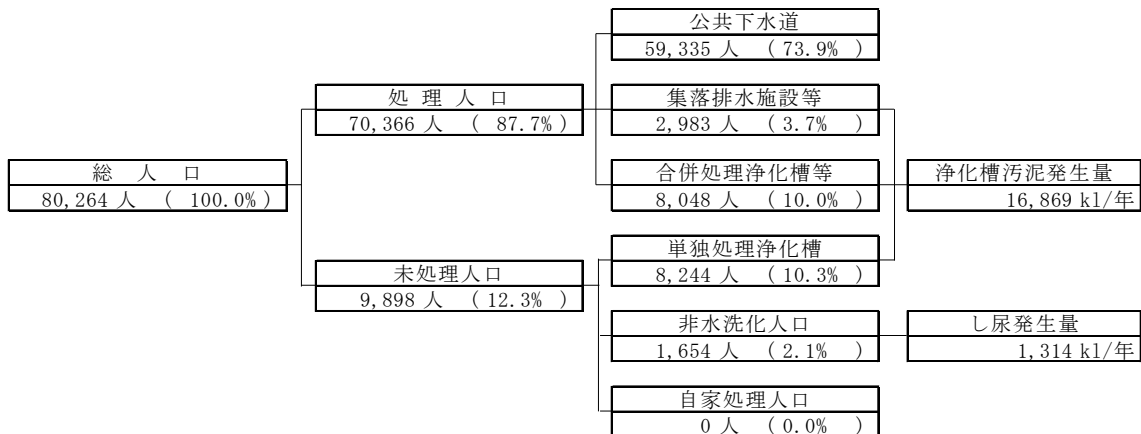 公共下水道
59,335 人 ( 73.9% )
処 理 人 口
70,366 人 ( 87.7% )
集落排水施設等
2,983 人 ( 3.7% )
総 人 口
80,264 人 ( 100.0% )
合併処理浄化槽等
8,048 人 ( 10.0% )
浄化槽汚泥発生量
16,869 kl/年
未処理人口
9,898 人 ( 12.3% )
単独処理浄化槽
8,244 人 ( 10.3% )
非水洗化人口
1,654 人 ( 2.1% )
し尿発生量
1,314 kl/年
自家処理人口
0 人 ( 0.0% )